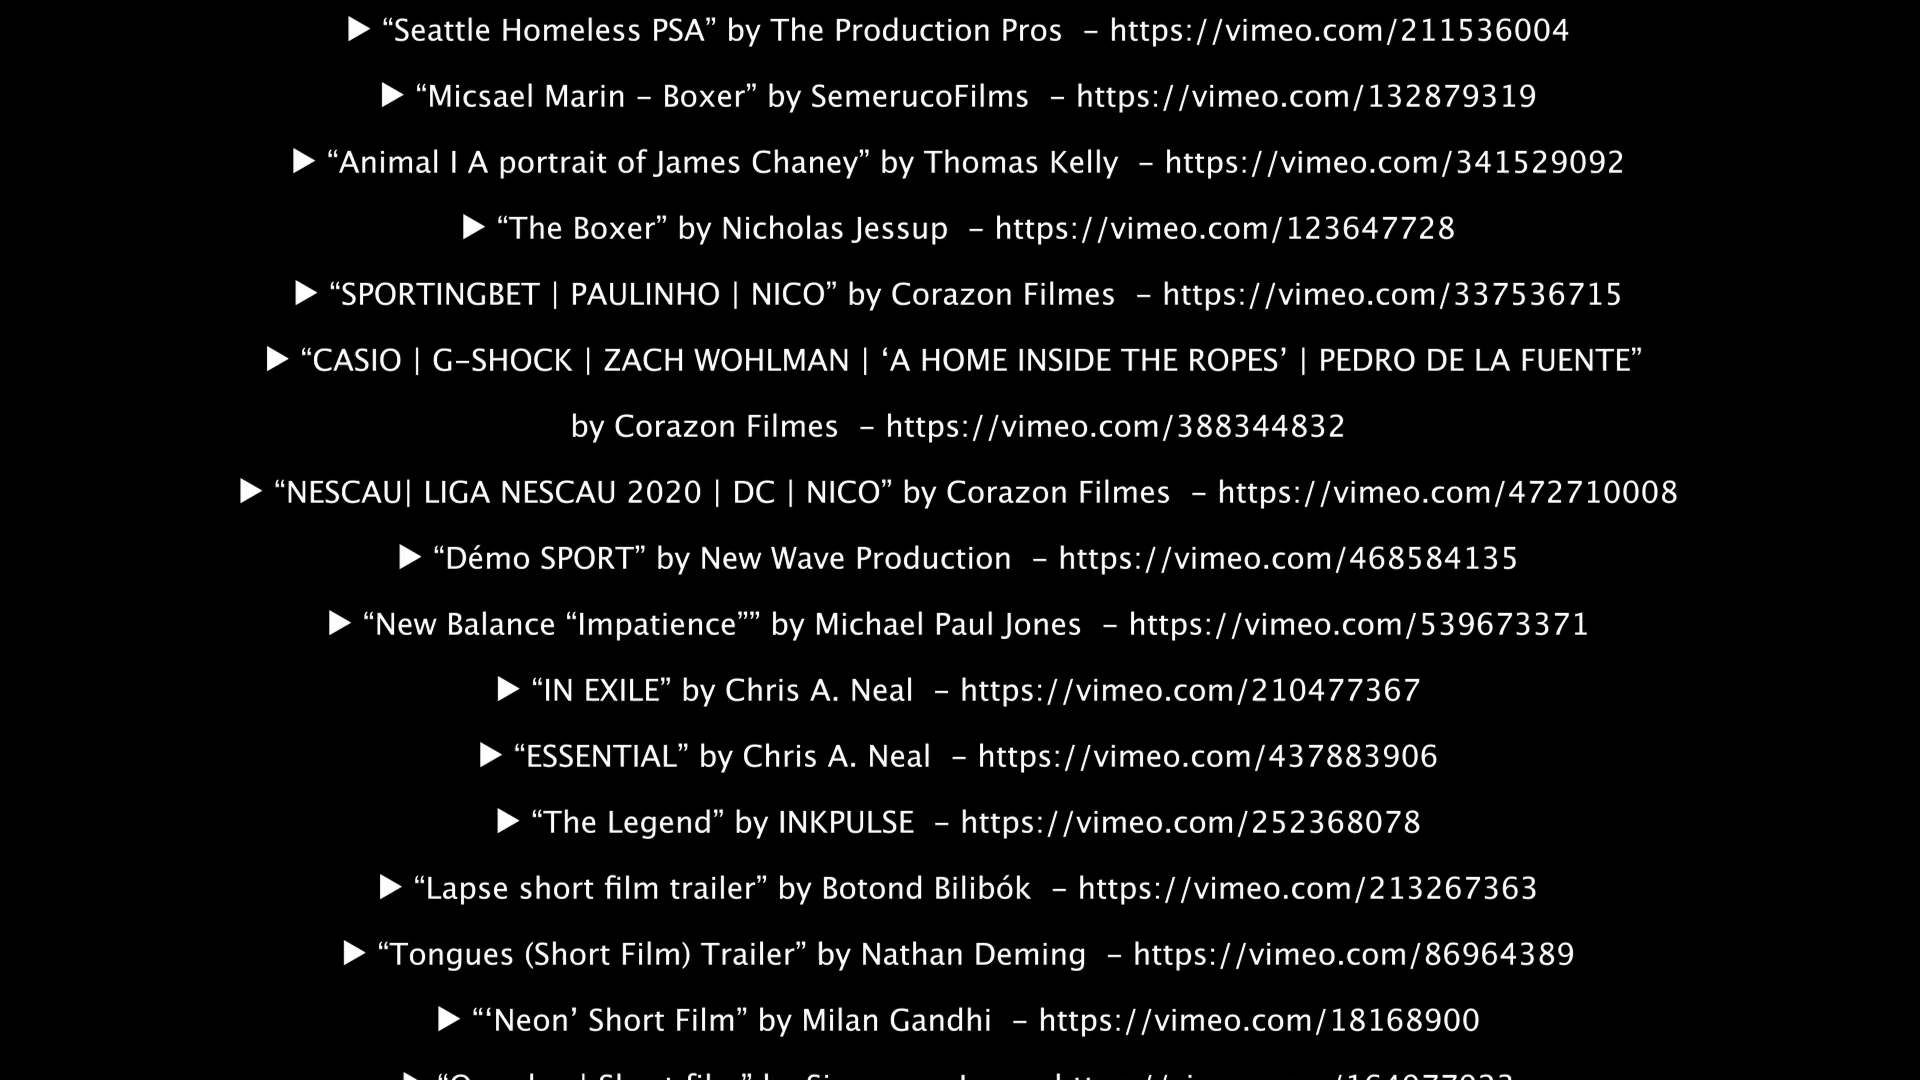 ▶ “Seattle Homeless PSA” by The Production Pros – https://vimeo.com/211536004
▶ “Micsael Marin – Boxer” by SemerucoFilms – https://vimeo.com/132879319
▶ “Animal I A portrait of James Chaney” by Thomas Kelly – https://vimeo.com/341529092
▶ “The Boxer” by Nicholas Jessup – https://vimeo.com/123647728
▶ “SPORTINGBET | PAULINHO | NICO” by Corazon Filmes – https://vimeo.com/337536715
▶ “CASIO | G-SHOCK | ZACH WOHLMAN | ‘A HOME INSIDE THE ROPES’ | PEDRO DE LA FUENTE”
by Corazon Filmes – https://vimeo.com/388344832
▶ “NESCAU| LIGA NESCAU 2020 | DC | NICO” by Corazon Filmes – https://vimeo.com/472710008
▶ “Démo SPORT” by New Wave Production – https://vimeo.com/468584135
▶ “New Balance “Impatience”” by Michael Paul Jones – https://vimeo.com/539673371
▶ “IN EXILE” by Chris A. Neal – https://vimeo.com/210477367
▶ “ESSENTIAL” by Chris A. Neal – https://vimeo.com/437883906
▶ “The Legend” by INKPULSE – https://vimeo.com/252368078
▶ “Lapse short film trailer” by Botond Bilibók – https://vimeo.com/213267363
▶ “Tongues (Short Film) Trailer” by Nathan Deming – https://vimeo.com/86964389
▶ “‘Neon’ Short Film” by Milan Gandhi – https://vimeo.com/18168900